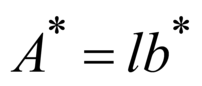 A* = lb*